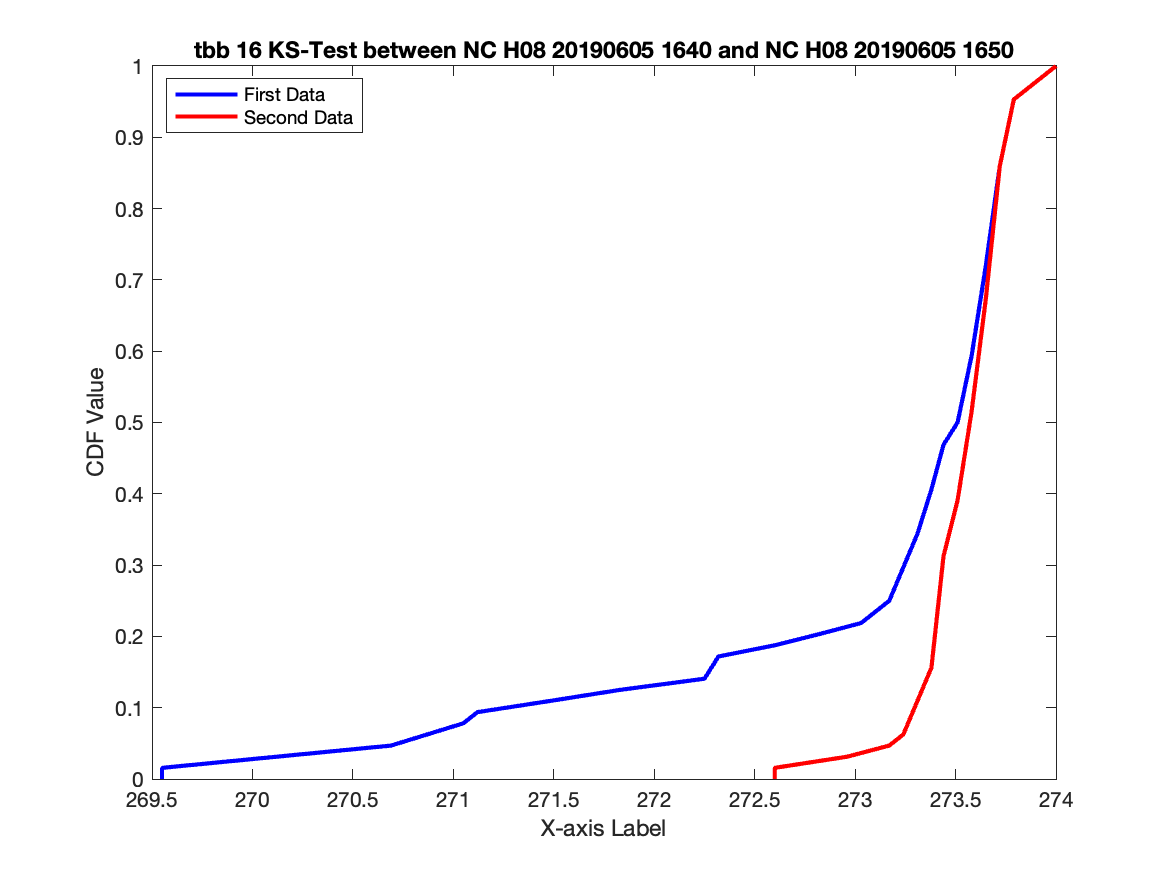 tbb 16 KS-Test between NC H08 20190605 1640 and NC H08 20190605 1650
First Data
Second Data
1
0.9
0.8
0.7
0.6
0.5
0.4
0.3
0.2
0.1
0
CDF Value
269.5 270 270.5 271 271.5 272 272.5 273 273.5 274
X-axis Label